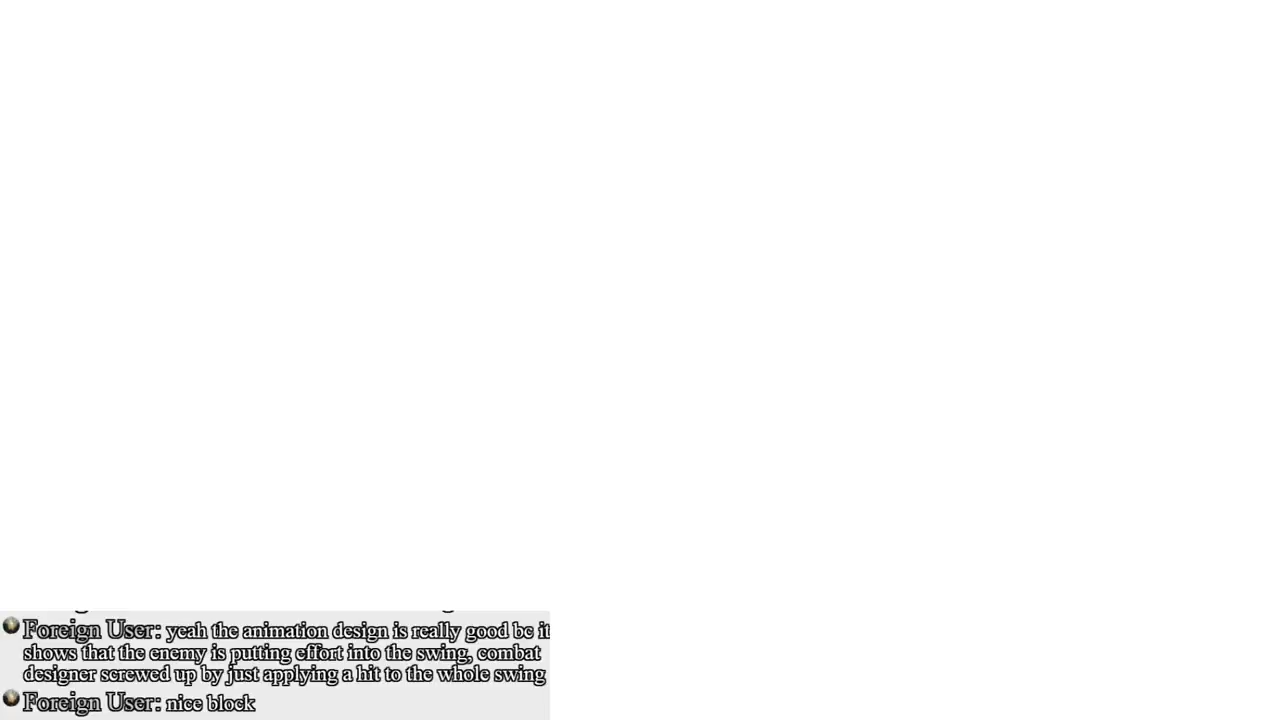 Foreign User: yeah the animation design is really good bc it
shows that the enemy is putting effort into the swing, combat
designer screwed up by just applying a hit to the whole swing
Foreign User: nice block